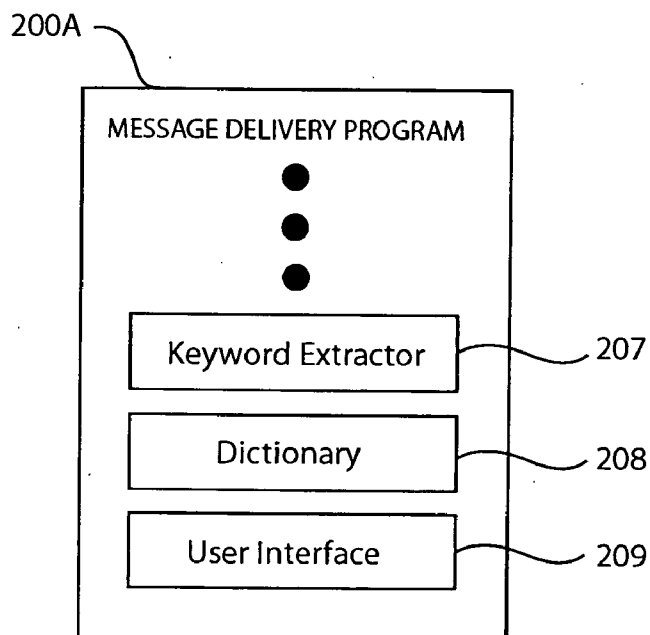 200A
MESSAGE DELIVERY PROGRAM
Keyword Extractor
207
Dictionary
208
User Interface
209